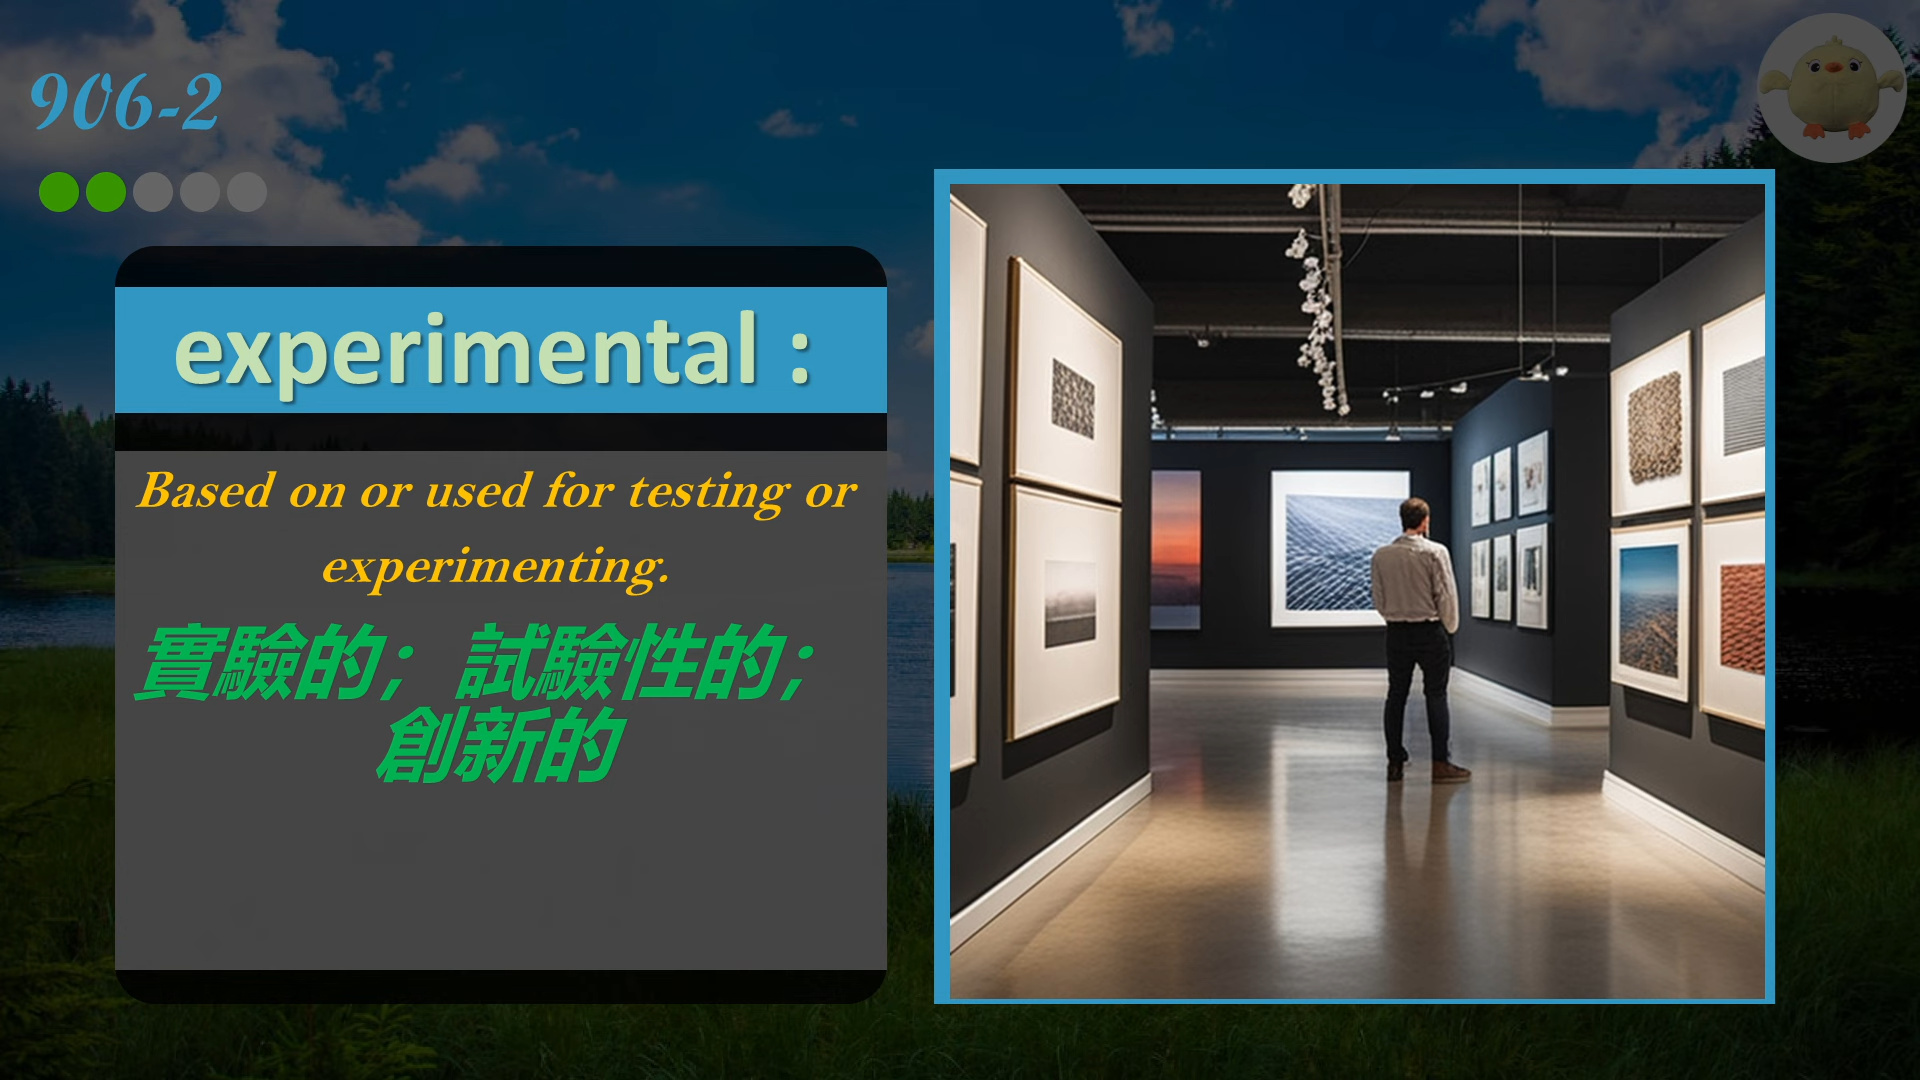 906-2
experimental :
Based on or used for testing or
experimenting.
實驗的；試驗性的；
創新的